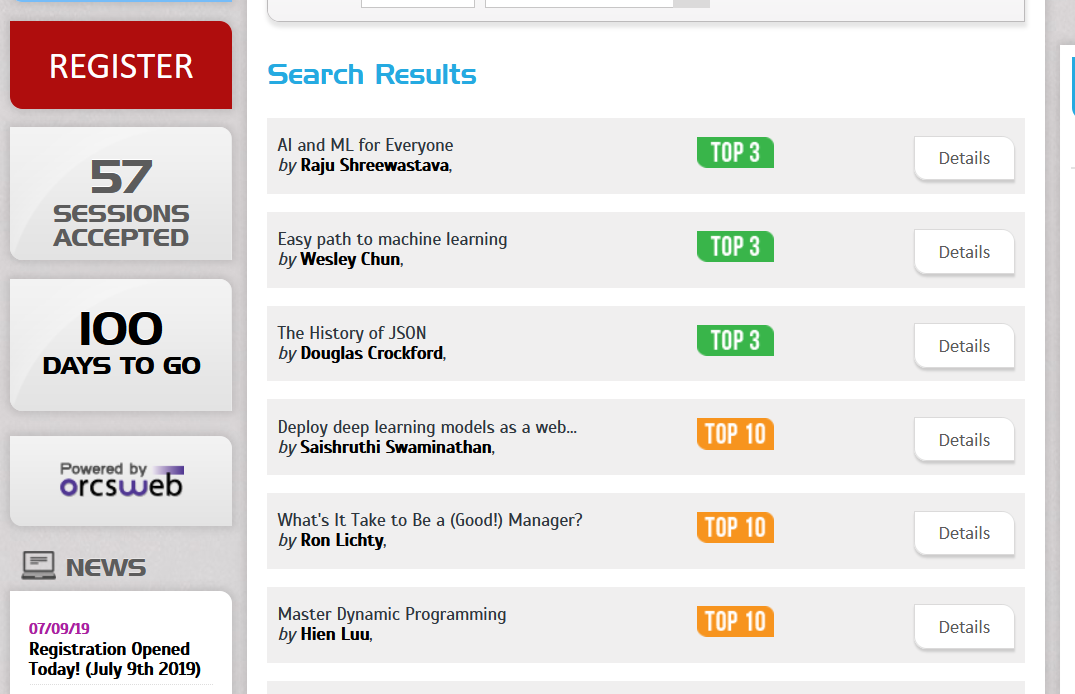 REGISTER
57
SESSIONS
ACCEPTED
100
DAYS TO GO
Powered by
orcsweb
NEWS
07/09/19
Registration Opened
Today! (July 9th 2019)
Search Results
AI and ML for Everyone
by Raju Shreewastava,
TOP 3
Details
Easy path to machine learning
by Wesley Chun,
TOP 3
Details
The History of JSON
by Douglas Crockford,
TOP 3
Details
Deploy deep learning models as a web...
by Saishruthi Swaminathan,
TOP 10
Details
What's It Take to Be a (Good!) Manager?
by Ron Lichty,
TOP 10
Details
Master Dynamic Programming
by Hien Luu,
TOP 10
Details